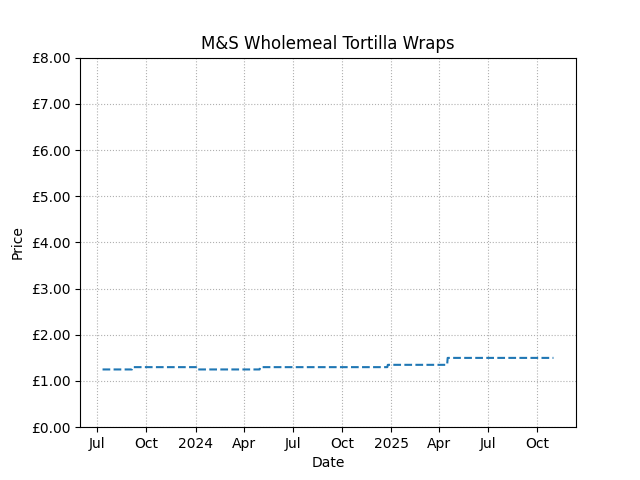 M&S Wholemeal Tortilla Wraps
£8.00
£7.00
£6.00
£5.00
£4.00
£3.00
£2.00
£1.00
£0.00
Price
Jul Oct 2024 Apr Jul Oct 2025 Apr Jul Oct
Date